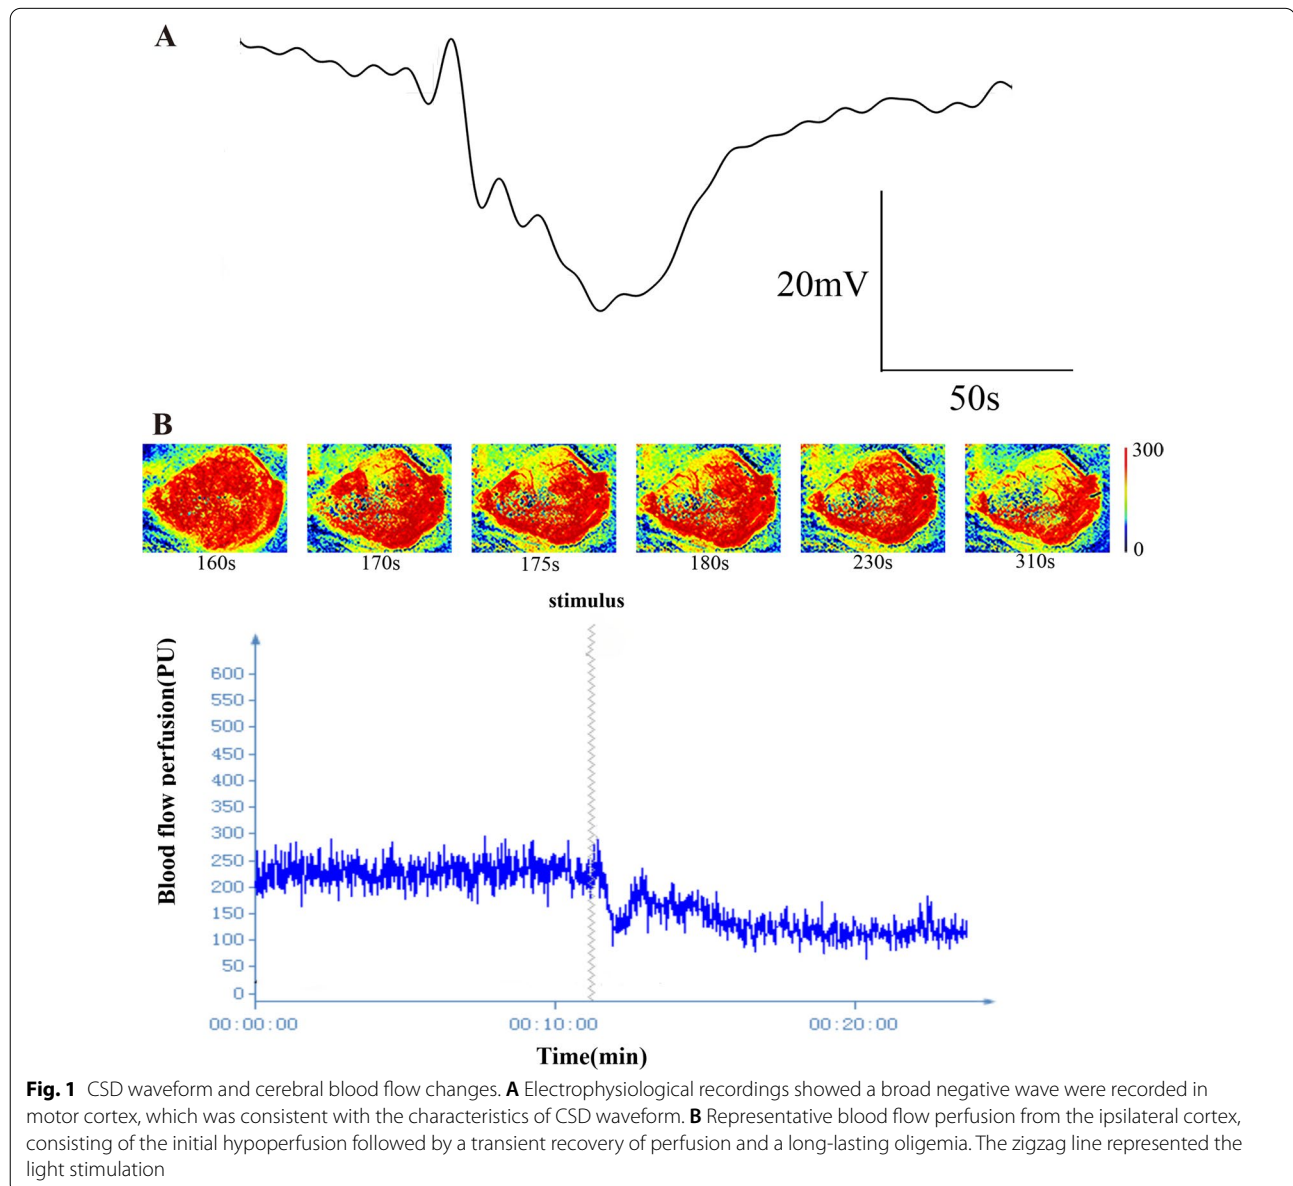 A
20mV
50s
B
300
0
160s 170s 175s 180s 230s 310s
stimulus
Blood flow perfusion(PU)
600
550
500
450
400
350
300
250
200
150
100
50
0
00:00:00 00:10:00 00:20:00
Time(min)
Fig. 1 CSD waveform and cerebral blood flow changes. A Electrophysiological recordings showed a broad negative wave were recorded in
motor cortex, which was consistent with the characteristics of CSD waveform. B Representative blood flow perfusion from the ipsilateral cortex,
consisting of the initial hypoperfusion followed by a transient recovery of perfusion and a long-lasting oligemia. The zigzag line represented the
light stimulation